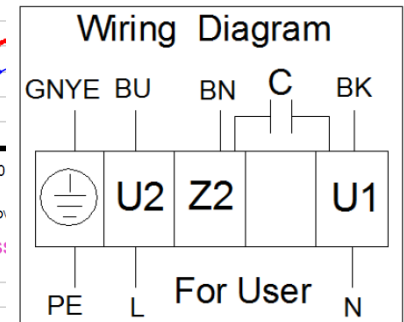 Wiring Diagram
GNYE BU BN C BK
U2 Z2 U1
For User
PE L N